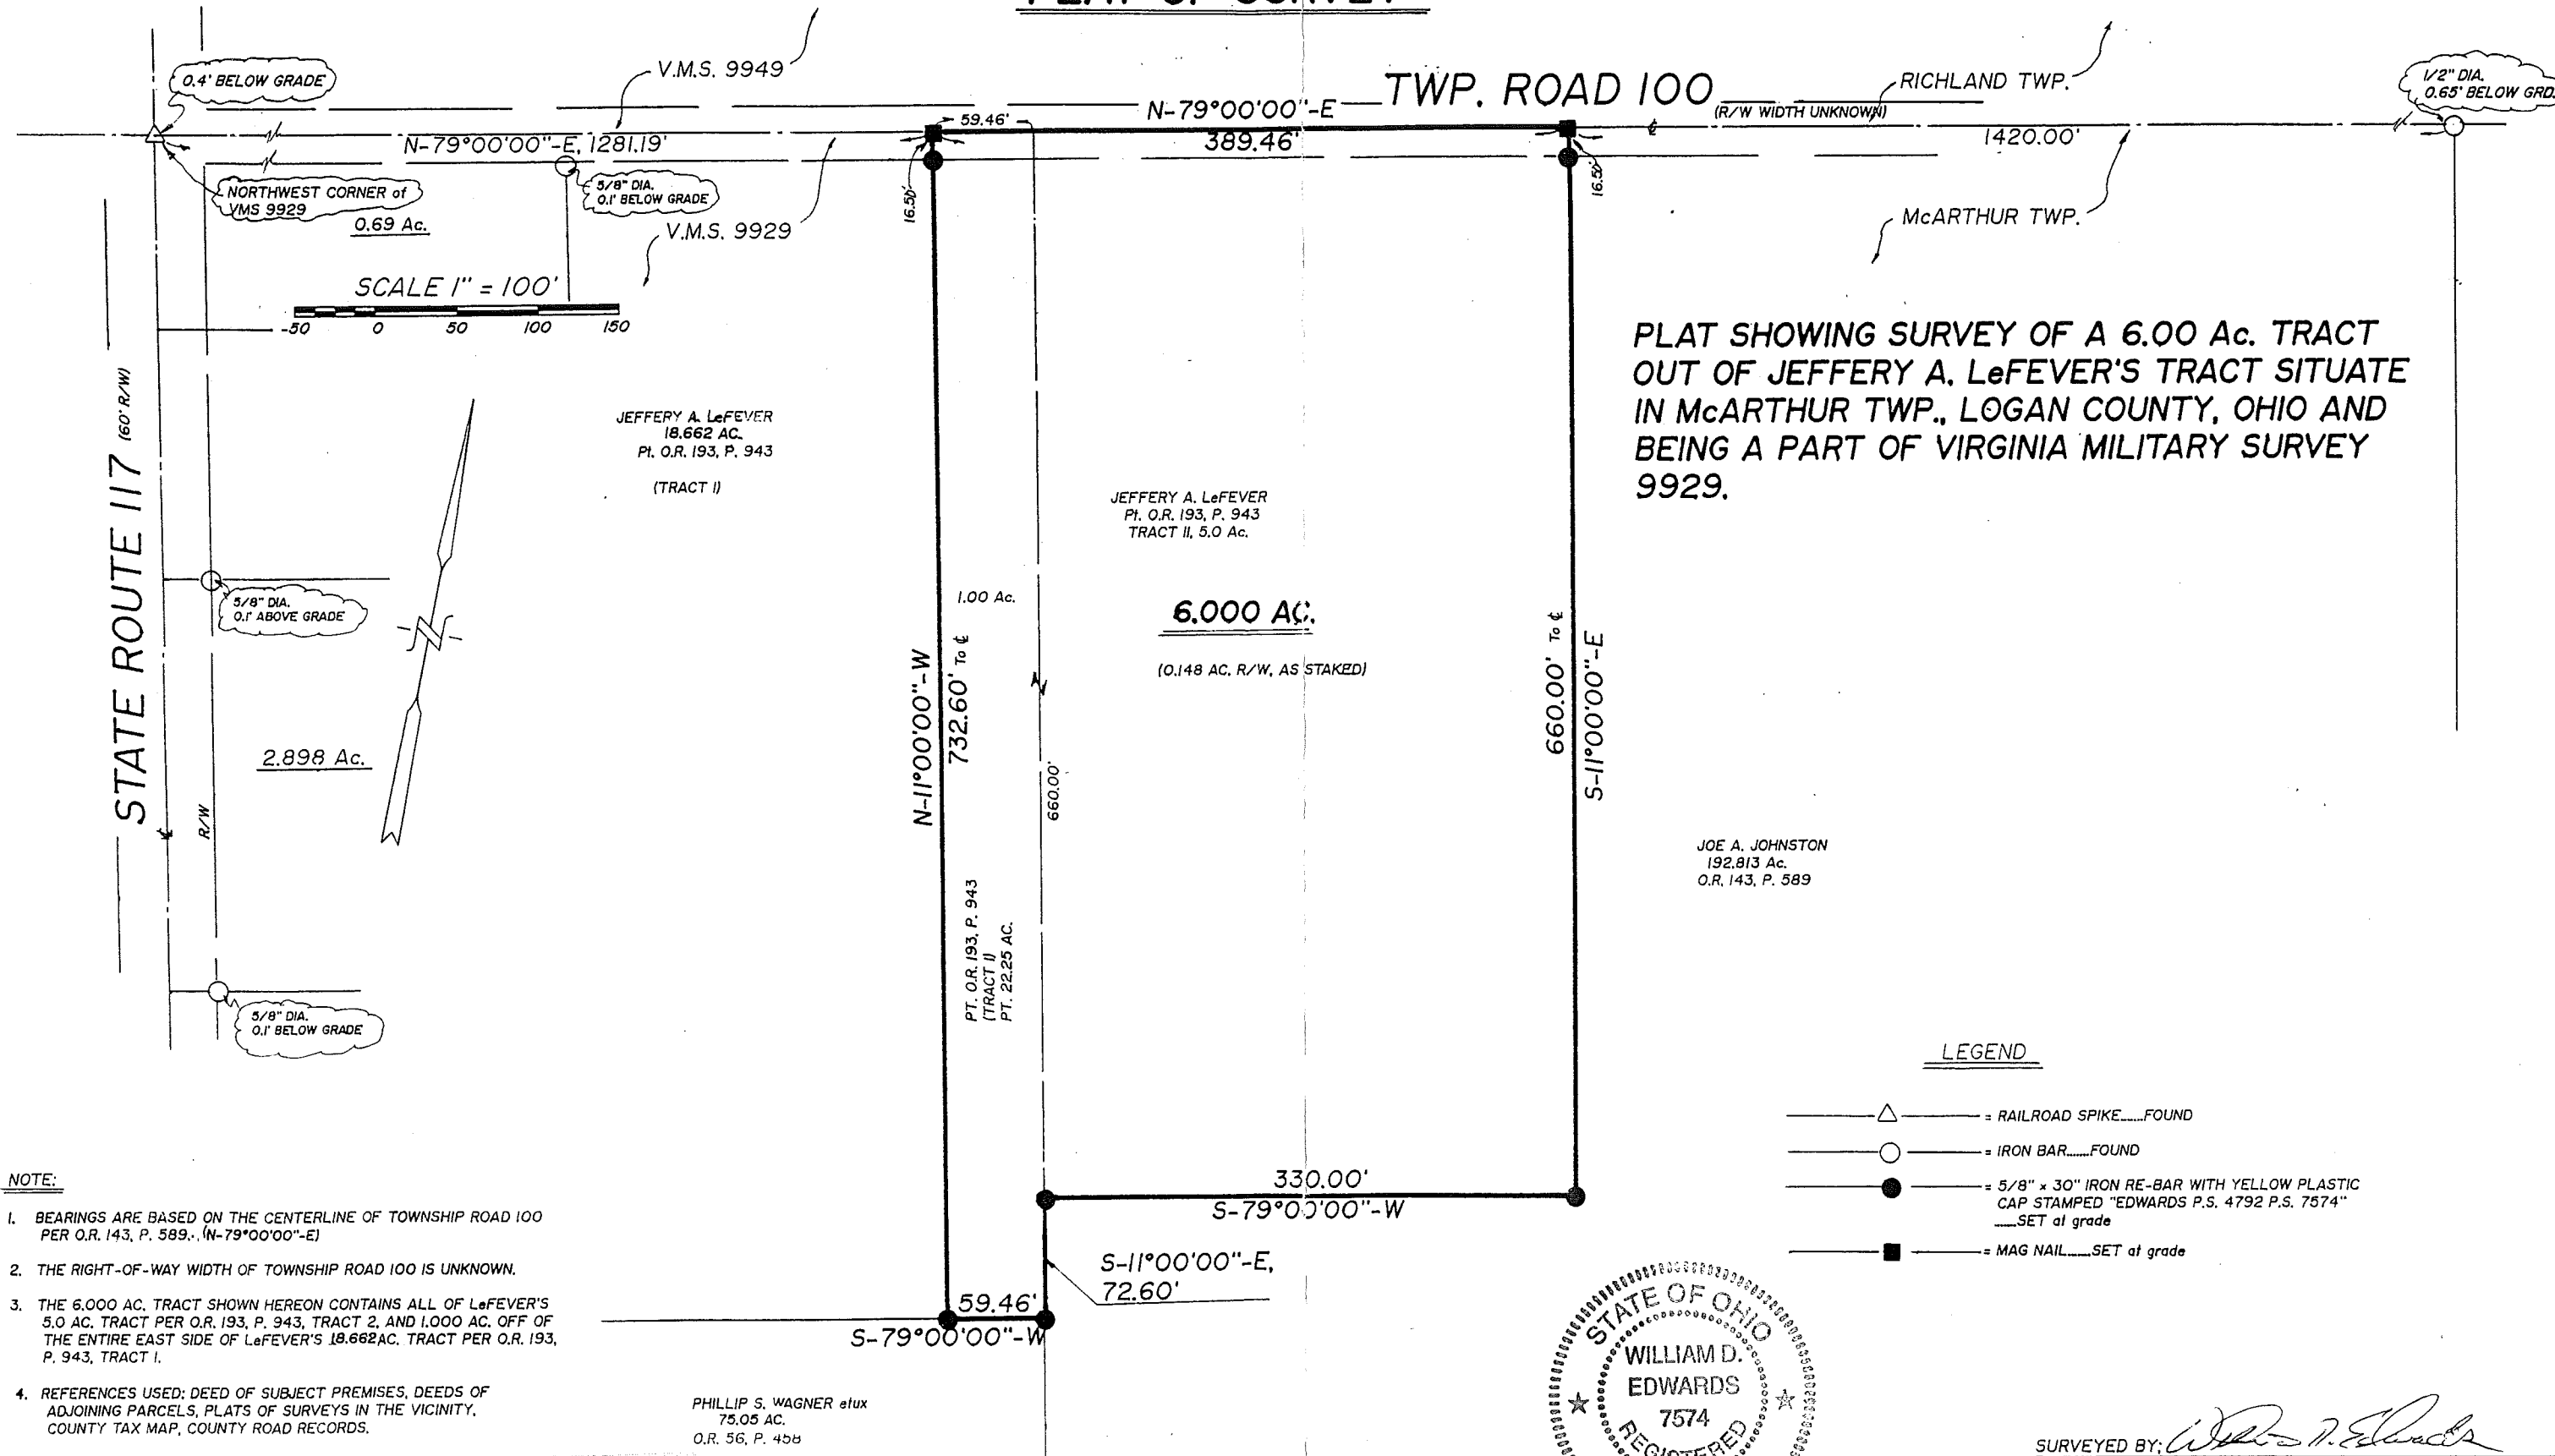 PLAT OF SURVEY
0.4' BELOW GRADE
V.M.S. 9949
N-79°00'00"-E
TWP. ROAD 100
(R/W WIDTH UNKNOWN)
RICHLAND TWP.
1/2" DIA.
0.65' BELOW GRD.
59.46'
389.46'
N-79°00'00"-E, 1281.19'
℄
1420.00'
NORTHWEST CORNER of
VMS 9929
5/8" DIA.
0.1' BELOW GRADE
16.50'
16.50'
0.69 Ac.
V.M.S. 9929
McARTHUR TWP.
SCALE 1" = 100'
-50 0 50 100 150
PLAT SHOWING SURVEY OF A 6.00 Ac. TRACT
OUT OF JEFFERY A. LeFEVER'S TRACT SITUATE
IN McARTHUR TWP., LOGAN COUNTY, OHIO AND
BEING A PART OF VIRGINIA MILITARY SURVEY
9929.
STATE ROUTE 117 (60' R/W)
℄
R/W
JEFFERY A. LeFEVER
18.662 AC.
Pt. O.R. 193, P. 943
(TRACT I)
JEFFERY A. LeFEVER
Pt. O.R. 193, P. 943
TRACT II, 5.0 Ac.
5/8" DIA.
0.1' ABOVE GRADE
N
1.00 Ac.
6.000 AC.
(0.148 AC. R/W, AS STAKED)
N-11°00'00"-W
732.60' To ℄
660.00'
660.00' To ℄
S-11°00'00"-E
2.898 Ac.
JOE A. JOHNSTON
192.813 Ac.
O.R. 143, P. 589
PT. O.R. 193, P. 943
(TRACT I)
PT. 22.25 AC.
5/8" DIA.
0.1' BELOW GRADE
LEGEND
= RAILROAD SPIKE......FOUND
= IRON BAR......FOUND
= 5/8" x 30" IRON RE-BAR WITH YELLOW PLASTIC
CAP STAMPED "EDWARDS P.S. 4792 P.S. 7574"
......SET at grade
= MAG NAIL......SET at grade
330.00'
S-79°00'00"-W
S-11°00'00"-E,
72.60'
59.46'
S-79°00'00"-W
NOTE:
1. BEARINGS ARE BASED ON THE CENTERLINE OF TOWNSHIP ROAD 100
PER O.R. 143, P. 589., (N-79°00'00"-E)
2. THE RIGHT-OF-WAY WIDTH OF TOWNSHIP ROAD 100 IS UNKNOWN.
3. THE 6.000 AC. TRACT SHOWN HEREON CONTAINS ALL OF LeFEVER'S
5.0 AC. TRACT PER O.R. 193, P. 943, TRACT 2, AND 1.000 AC. OFF OF
THE ENTIRE EAST SIDE OF LeFEVER'S 18.662AC. TRACT PER O.R. 193,
P. 943, TRACT I.
4. REFERENCES USED: DEED OF SUBJECT PREMISES, DEEDS OF
ADJOINING PARCELS, PLATS OF SURVEYS IN THE VICINITY,
COUNTY TAX MAP, COUNTY ROAD RECORDS.
PHILLIP S. WAGNER etux
75.05 AC.
O.R. 56, P. 458
STATE OF OHIO
WILLIAM D.
EDWARDS
7574
REGISTERED
SURVEYED BY: William D. Edwards